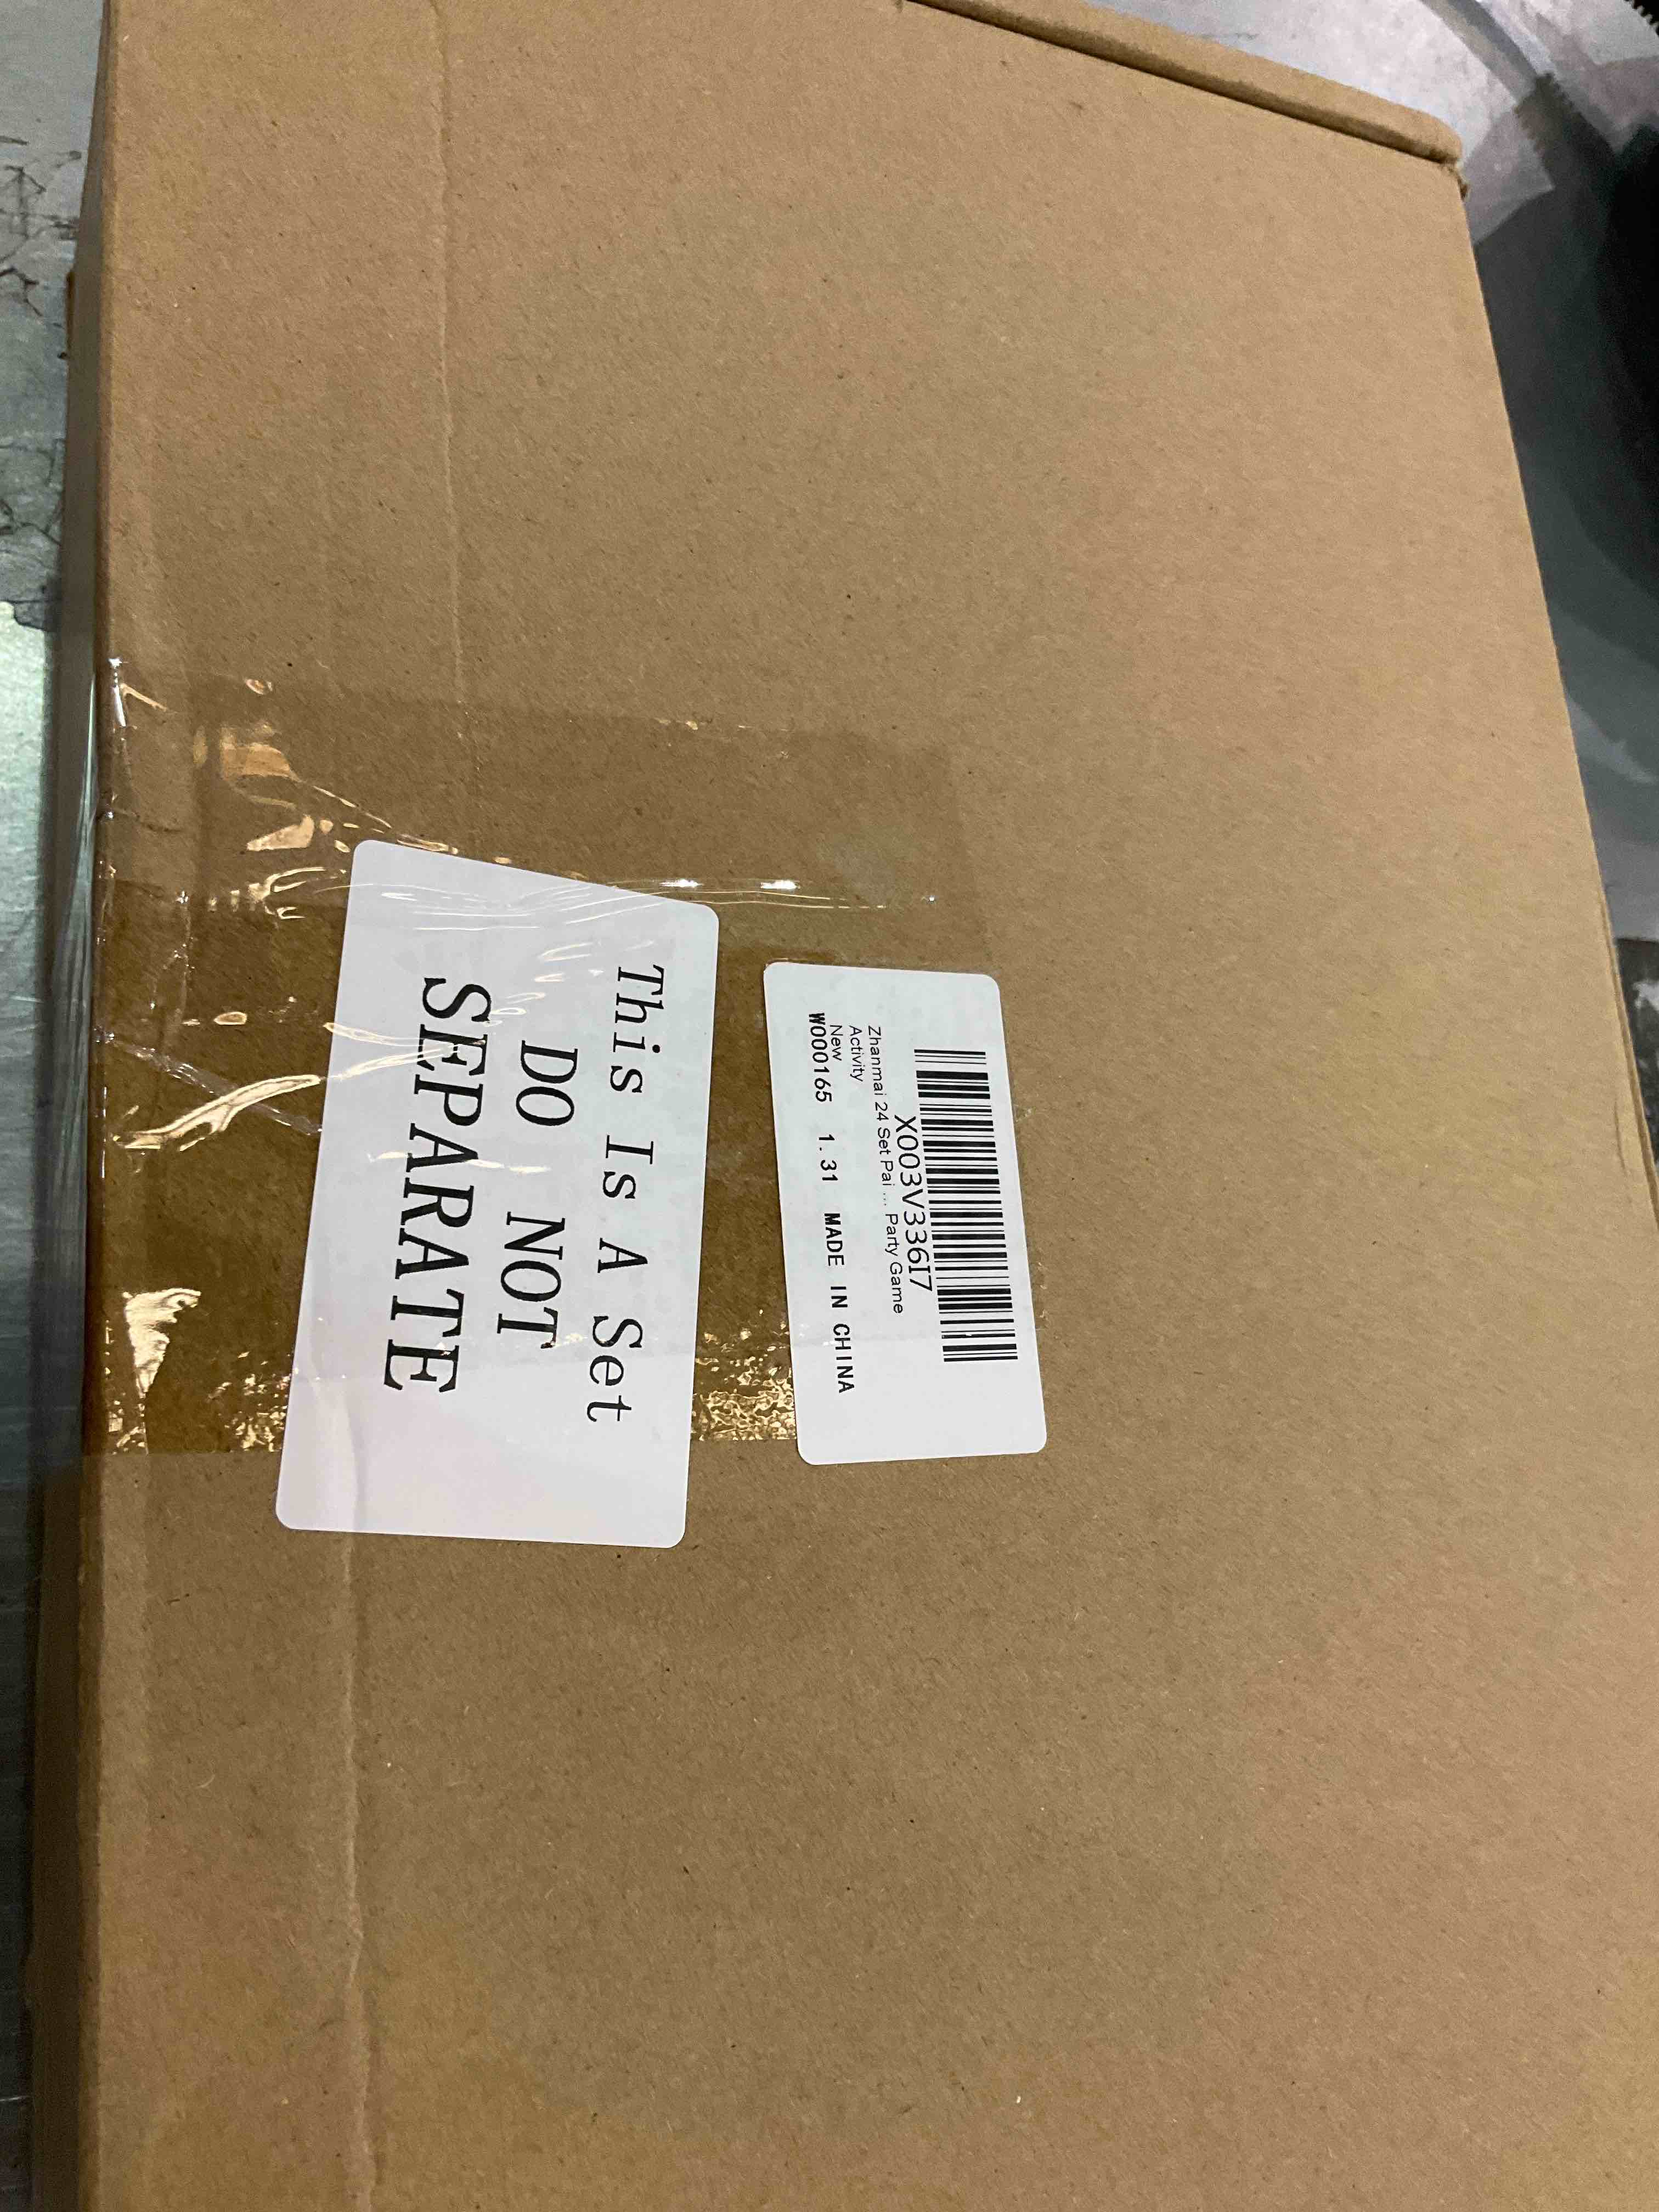 X003V336I7
Zhanmai 24 Set Pai ... Party Game
Activity
New
W000165 1.31 MADE IN CHINA
This Is A Set
DO NOT
SEPARATE